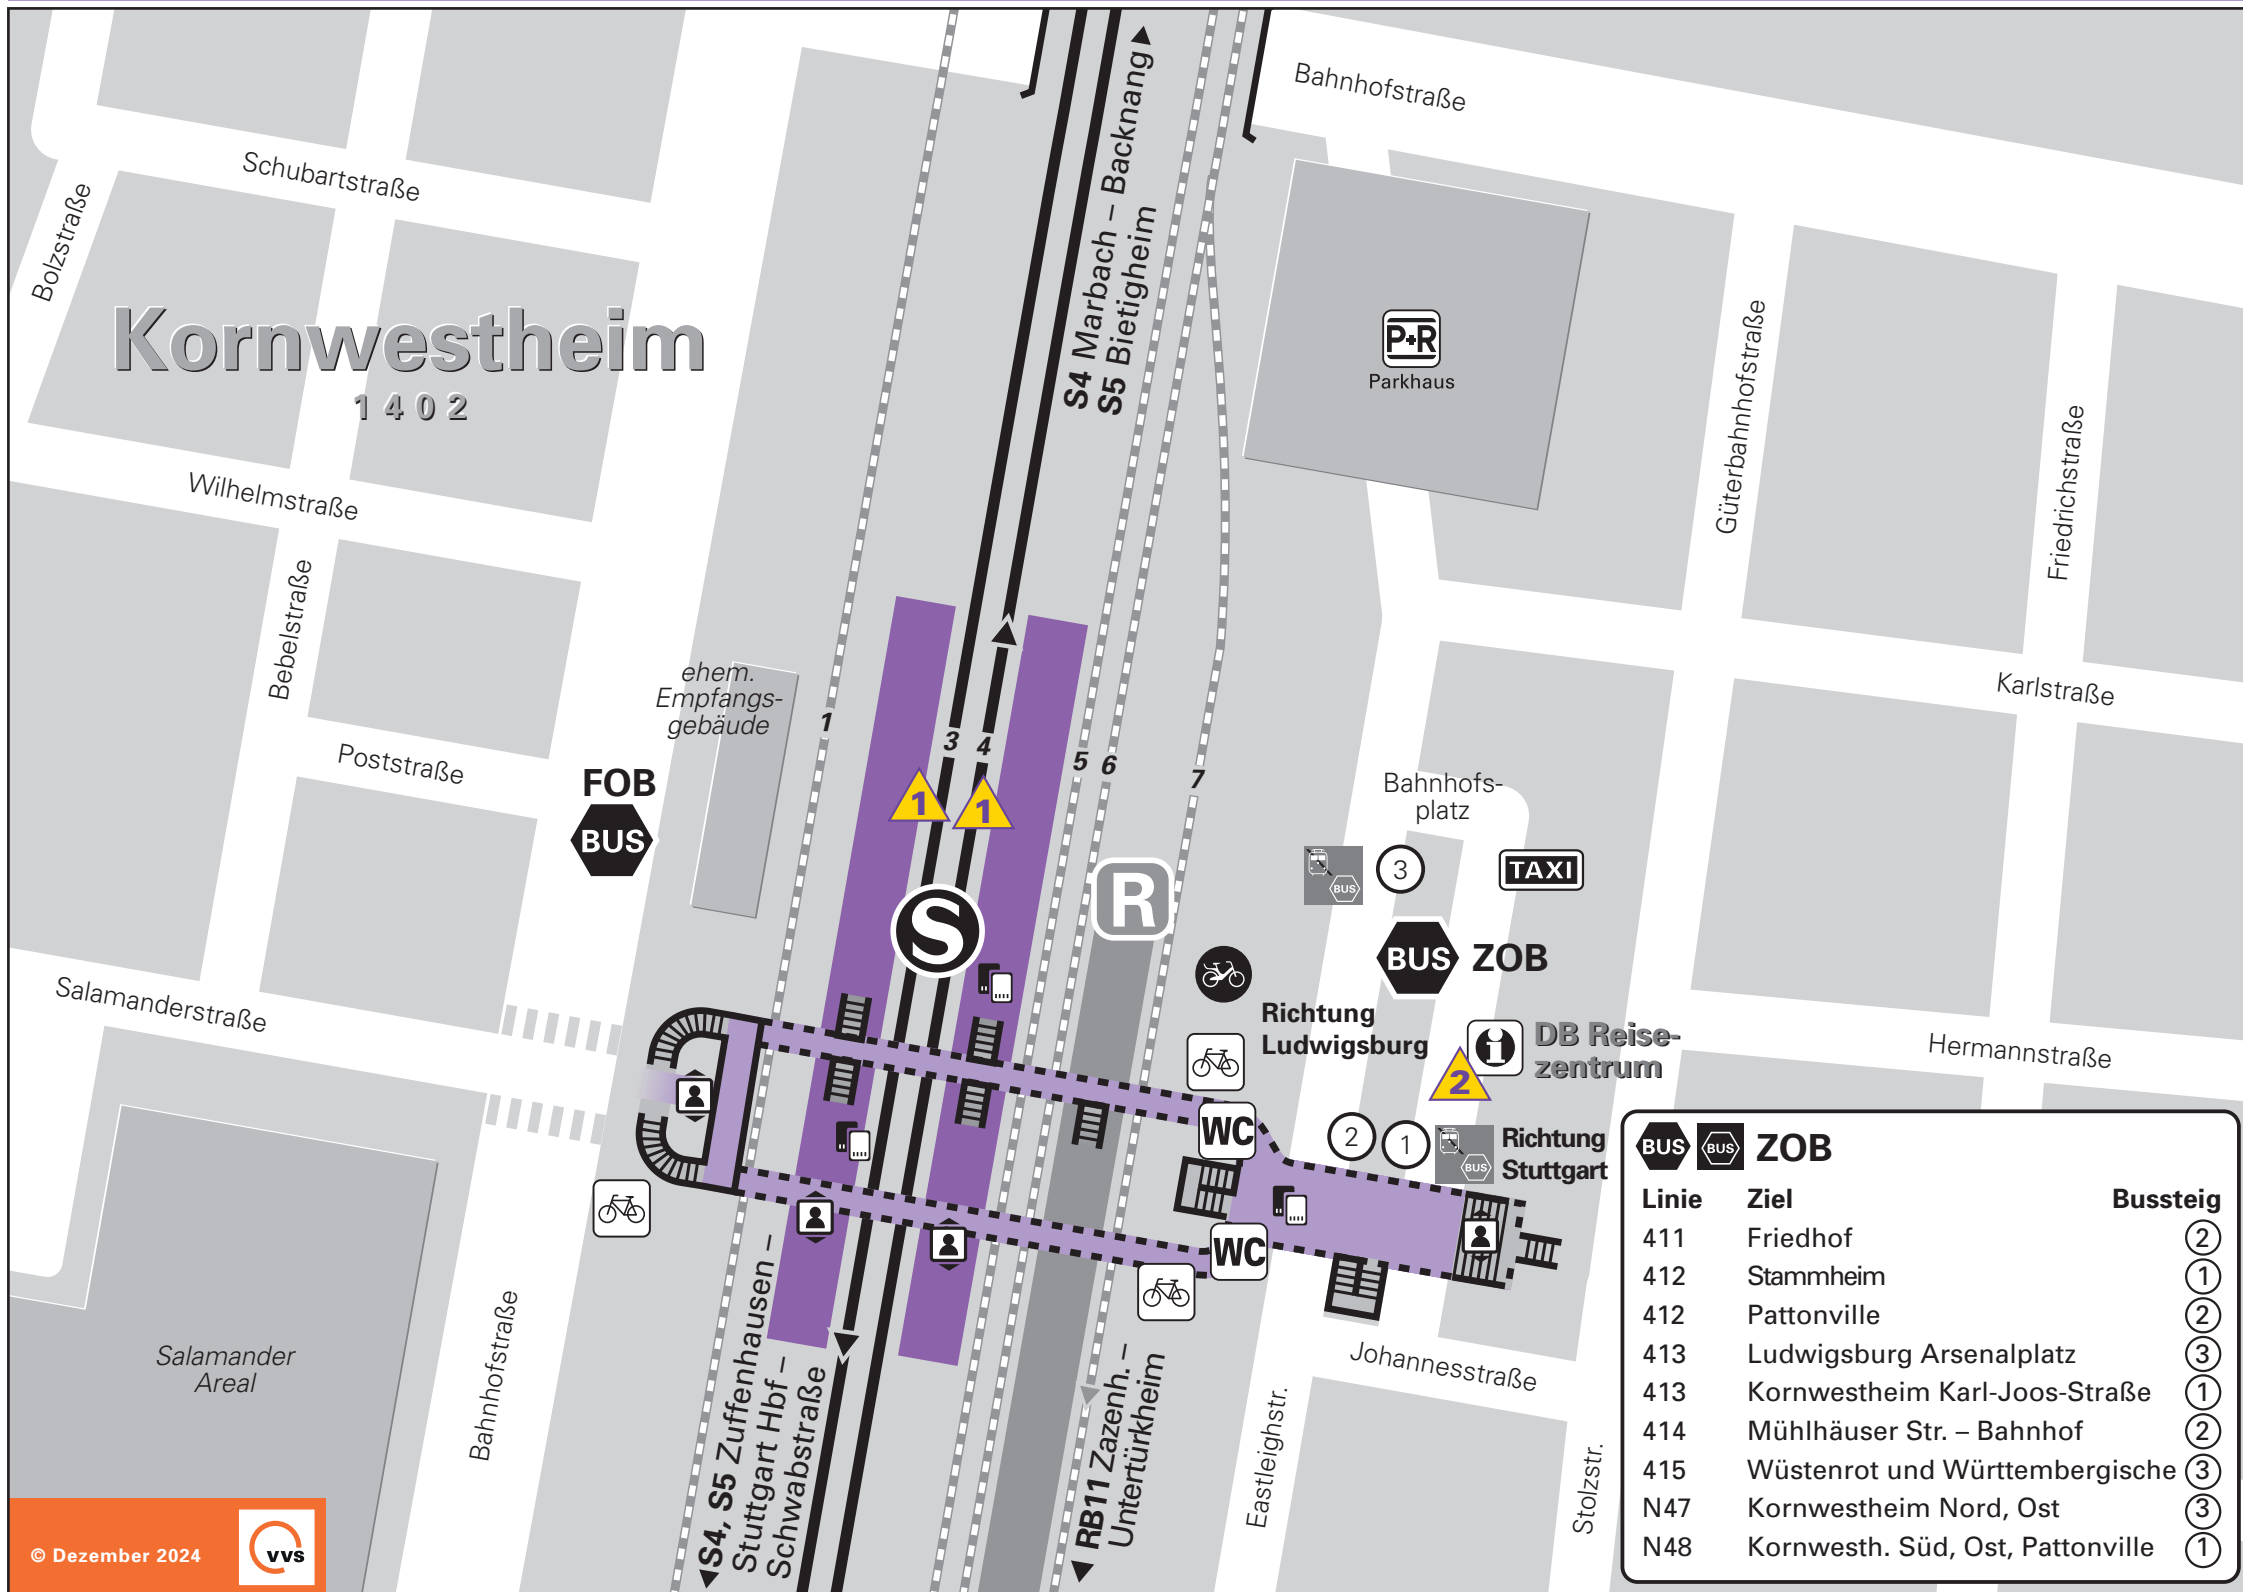 Bahnhofstraße
Schubartstraße
Bolzstraße
Kornwestheim
1402
S4 Marbach – Backnang
S5 Bietigheim
P+R
Parkhaus
Güterbahnhofstraße
Friedrichstraße
Wilhelmstraße
Bebelstraße
ehem.
Empfangs-
gebäude
Karlstraße
Poststraße
FOB
BUS
1
3
4
5
6
7
1
1
Bahnhofs-
platz
S
R
BUS
3
TAXI
BUS
ZOB
Salamanderstraße
Richtung
Ludwigsburg
DB Reise-
zentrum
2
Hermannstraße
WC
2
1
BUS
Richtung
Stuttgart
WC
Salamander
Areal
Bahnhofstraße
S4, S5 Zuffenhausen –
Stuttgart Hbf –
Schwabstraße
RB11 Zazenh. –
Untertürkheim
Johannesstraße
Eastleighstr.
Stolzstr.
BUS BUS ZOB
Linie Ziel Bussteig
411 Friedhof 2
412 Stammheim 1
412 Pattonville 2
413 Ludwigsburg Arsenalplatz 3
413 Kornwestheim Karl-Joos-Straße 1
414 Mühlhäuser Str. – Bahnhof 2
415 Wüstenrot und Württembergische 3
N47 Kornwestheim Nord, Ost 3
N48 Kornwesth. Süd, Ost, Pattonville 1
© Dezember 2024
VVS